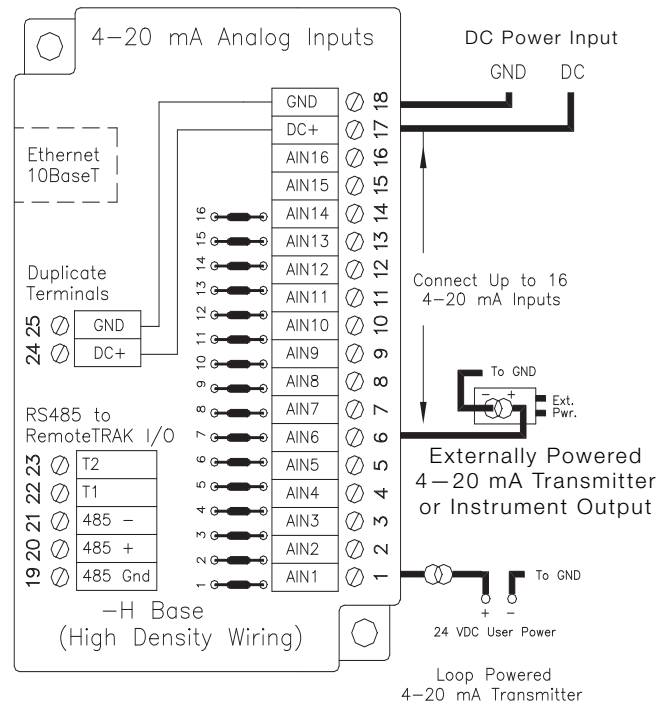 4-20 mA Analog Inputs
DC Power Input
GND DC
GND 18
DC+ 17
AIN16 16
AIN15 15
16 AIN14 14
15 AIN13 13
14 AIN12 12
13 AIN11 11
12 AIN10 10
11 AIN9 9
10 AIN8 8
9 AIN7 7
8 AIN6 6
7 AIN5 5
6 AIN4 4
5 AIN3 3
4 AIN2 2
3 AIN1 1
2
1
Ethernet
10BaseT
Duplicate
Terminals
25 GND
24 DC+
RS485 to
RemoteTRAK I/O
23 T2
22 T1
21 485 -
20 485 +
19 485 Gnd
-H Base
(High Density Wiring)
Connect Up to 16
4-20 mA Inputs
To GND
- +
Ext.
Pwr.
Externally Powered
4-20 mA Transmitter
or Instrument Output
To GND
+ -
24 VDC User Power
Loop Powered
4-20 mA Transmitter